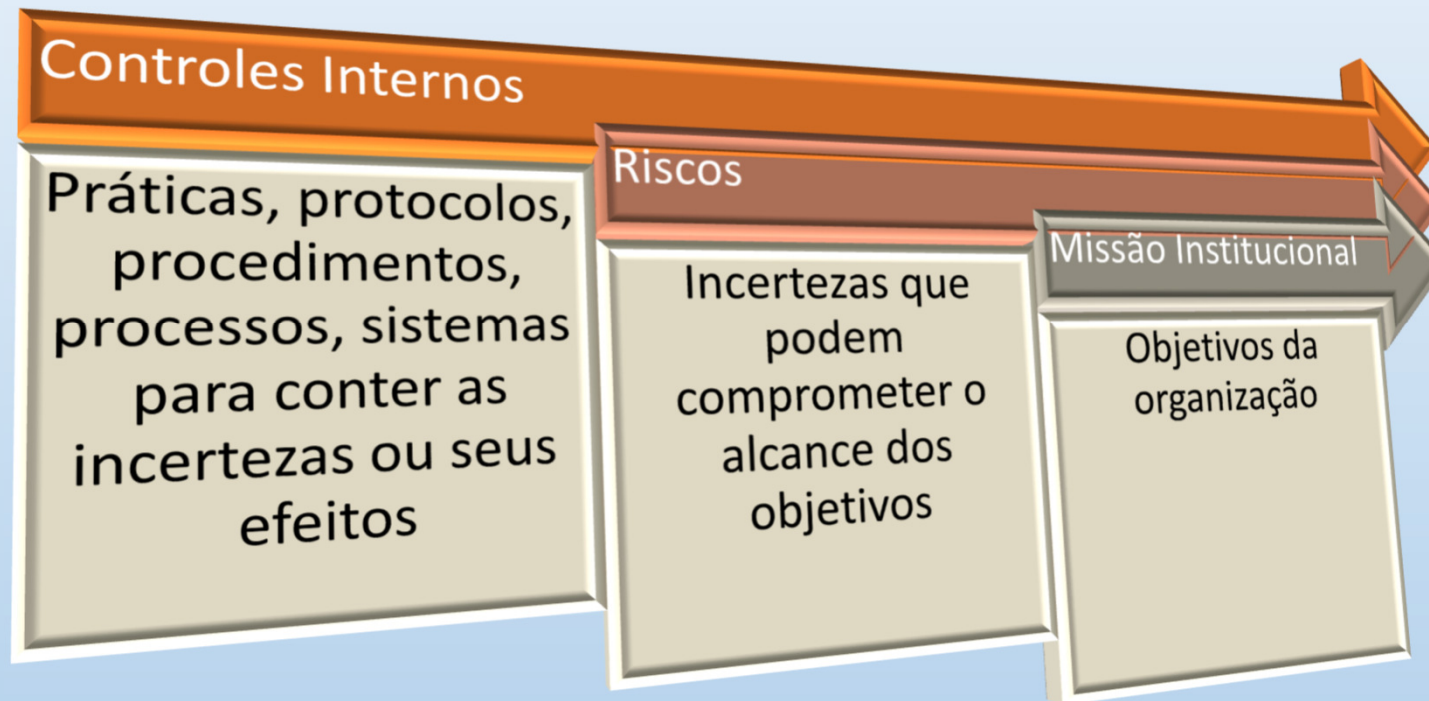 Controles Internos
Práticas, protocolos,
procedimentos,
processos, sistemas
para conter as
incertezas ou seus
efeitos
Riscos
Incertezas que
podem
comprometer o
alcance dos
objetivos
Missão Institucional
Objetivos da
organização